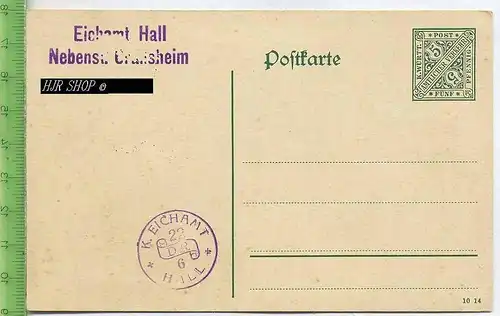 Eichamt Hall
Nebenst. Crailsheim
HJR SHOP @
Postkarte
K. WÜRTT. POST
5
FÜNF
PFENNIG
K. EICHAMT
22
D R
6
HALL
10 14